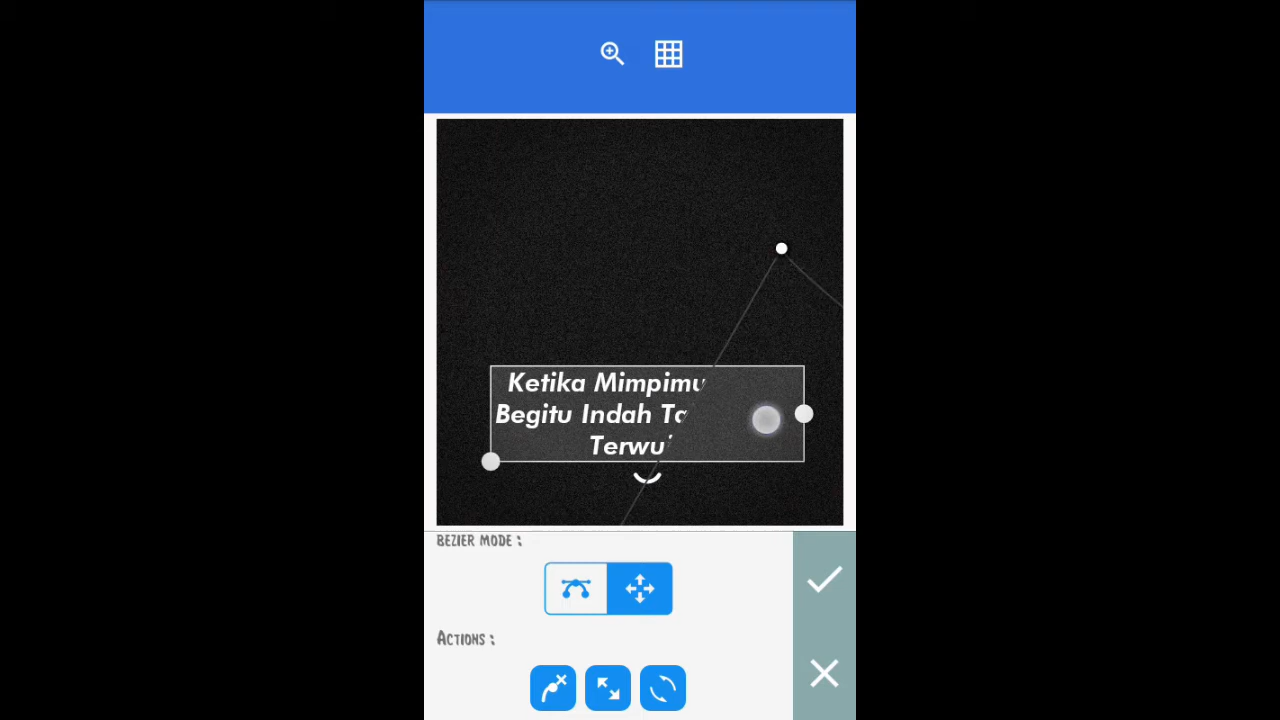 Ketika Mimpimu
Begitu Indah
BEZIER MODE :
ACTIONS :